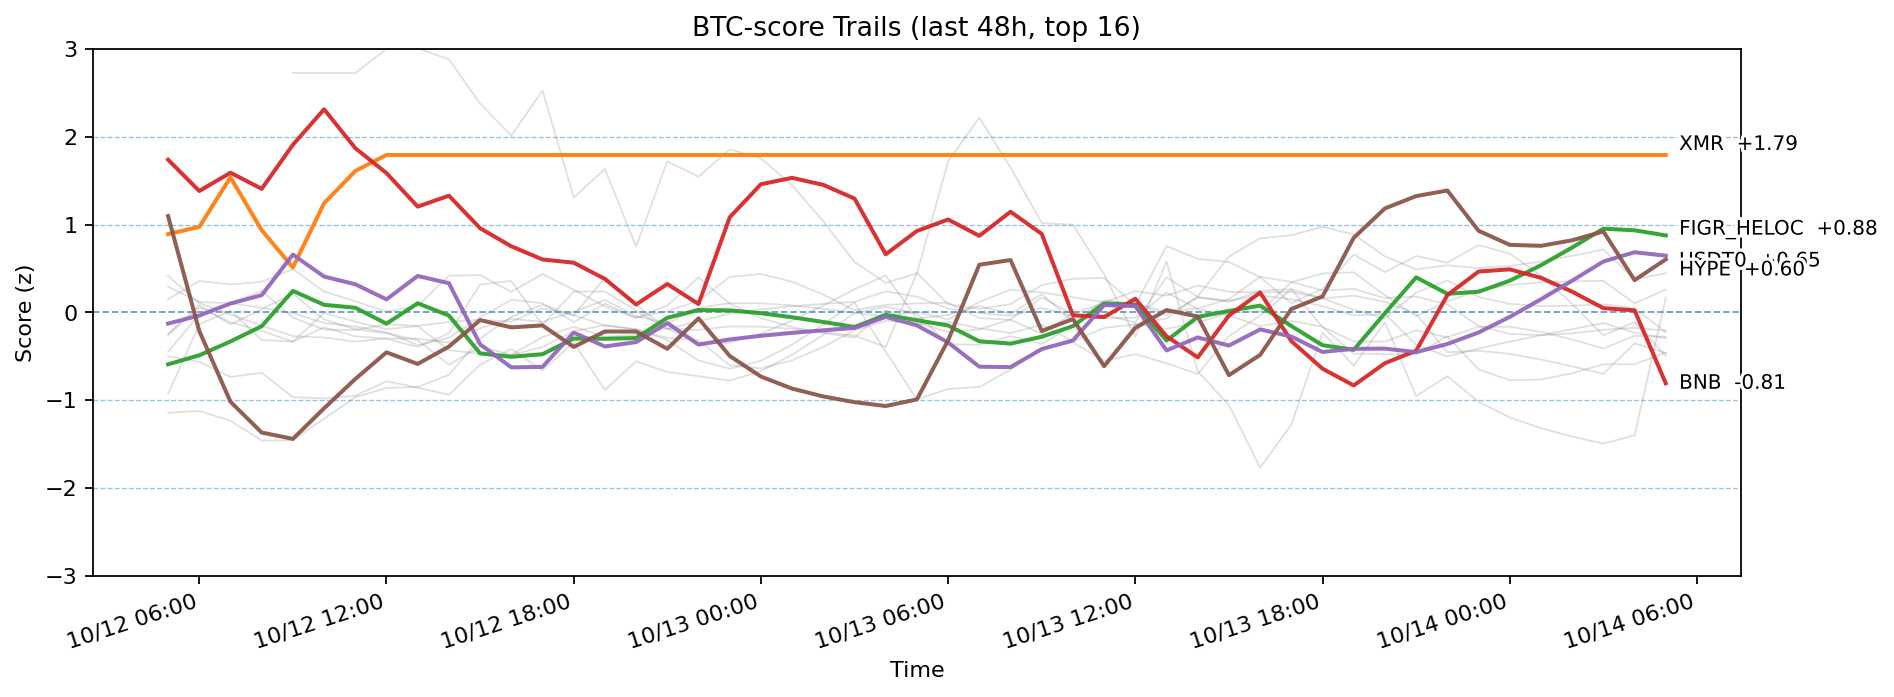 BTC-score Trails (last 48h, top 16)
Score (z)
3
2
1
0
−1
−2
−3
XMR +1.79
FIGR_HELOC +0.88
USDT0 +0.65
HYPE +0.60
BNB -0.81
10/12 06:00
10/12 12:00
10/12 18:00
10/13 00:00
10/13 06:00
10/13 12:00
10/13 18:00
10/14 00:00
10/14 06:00
Time